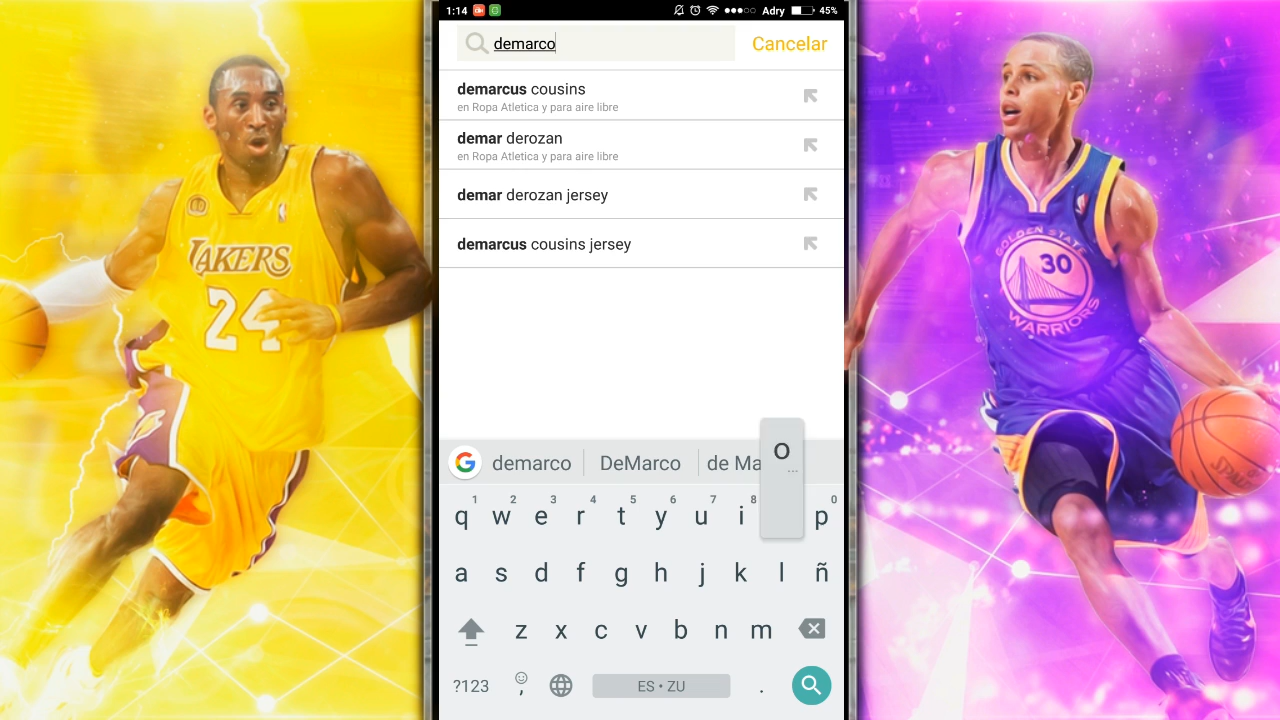 1:14
Adry
45%
demarco
Cancelar
demarcus cousins
en Ropa Atletica y para aire libre
demar derozan
en Ropa Atletica y para aire libre
demar derozan jersey
demarcus cousins jersey
demarco
DeMarco
de Ma
o
...
1 2 3 4 5 6 7 8 0
q w e r t y u i p
a s d f g h j k l ñ
z x c v b n m
?123
,
ES • ZU
.
LAKERS
24
GOLDEN STATE
30
WARRIORS
SPALDING